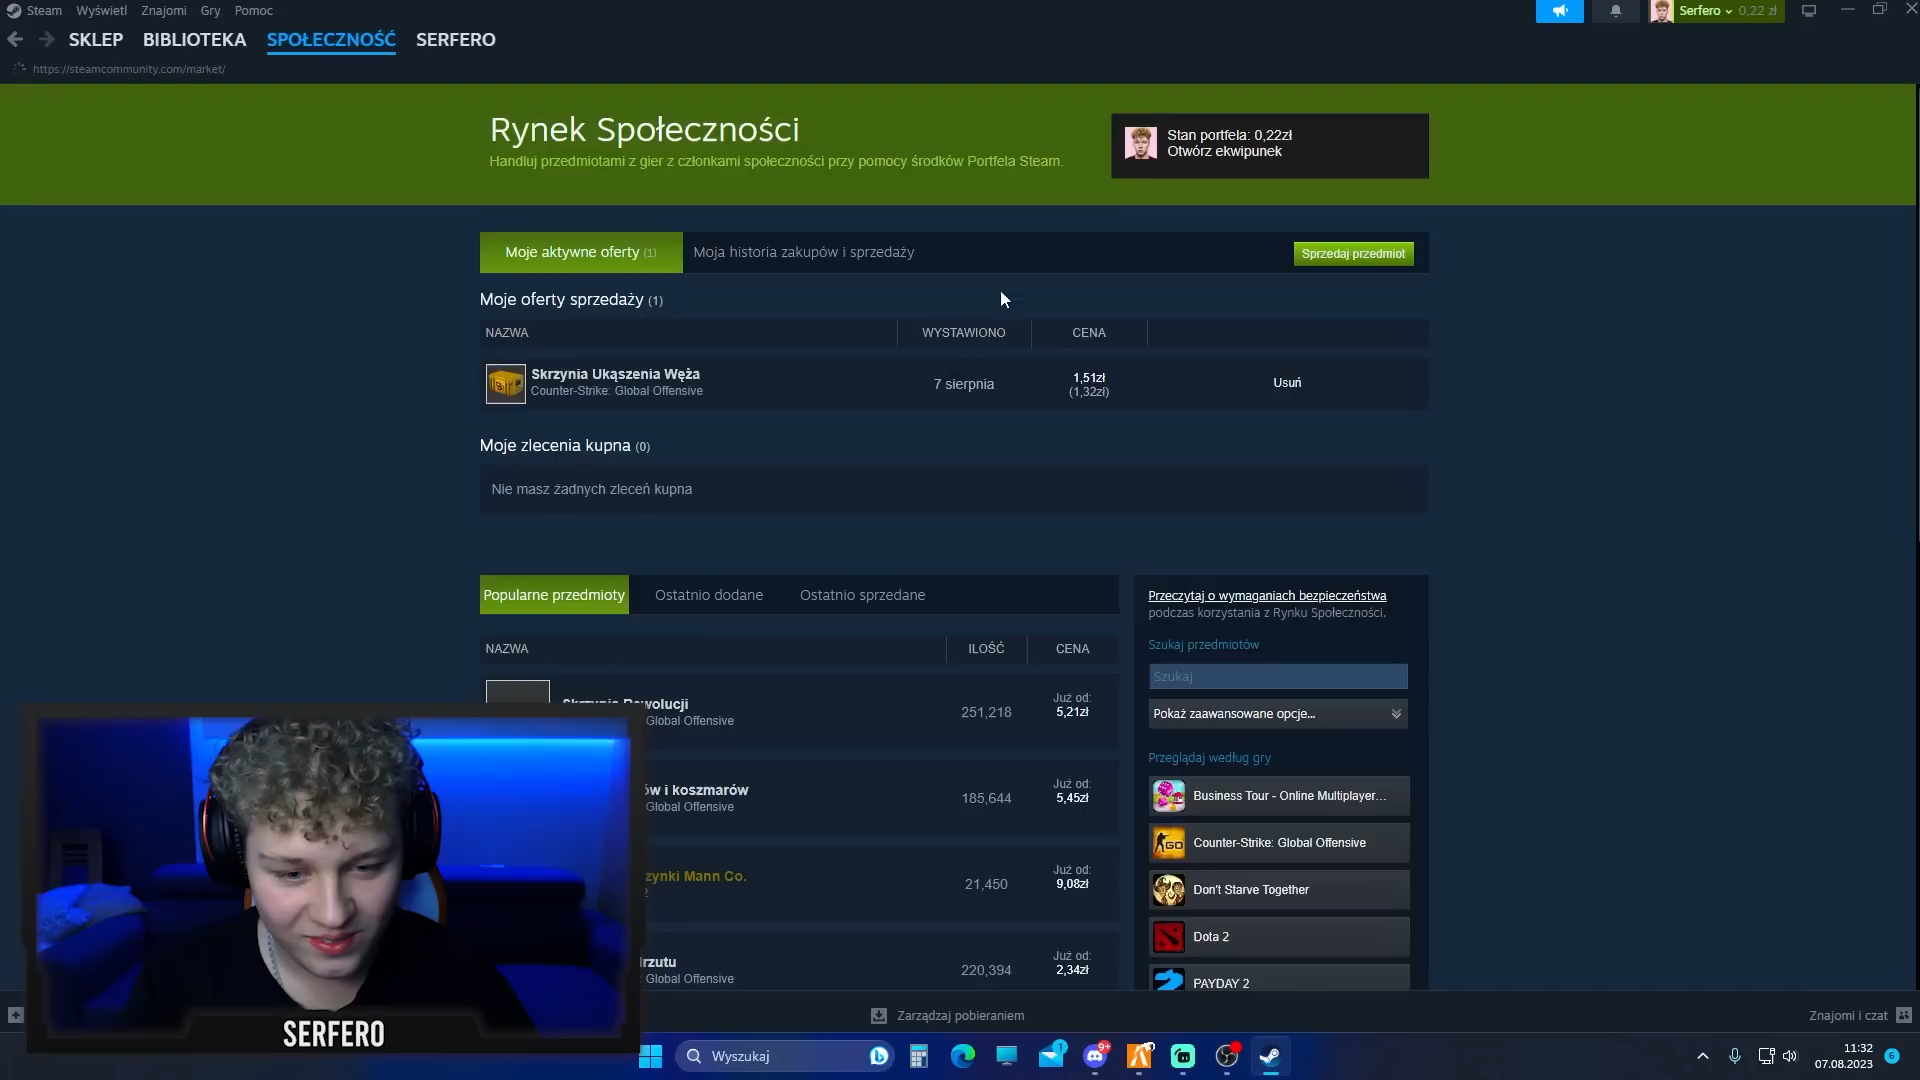 Steam Wyświetl Znajomi Gry Pomoc
Serfero 0,22 zł
SKLEP BIBLIOTEKA SPOŁECZNOŚĆ SERFERO
https://steamcommunity.com/market/
Rynek Społeczności
Handluj przedmiotami z gier z członkami społeczności przy pomocy środków Portfela Steam.
Stan portfela: 0,22zł
Otwórz ekwipunek
Moje aktywne oferty (1)
Moja historia zakupów i sprzedaży
Sprzedaj przedmiot
Moje oferty sprzedaży (1)
NAZWA WYSTAWIONO CENA
Skrzynia Ukąszenia Węża
Counter-Strike: Global Offensive
7 sierpnia
1,51zł
(1,32zł)
Usuń
Moje zlecenia kupna (0)
Nie masz żadnych zleceń kupna
Popularne przedmioty Ostatnio dodane Ostatnio sprzedane
NAZWA ILOŚĆ CENA
Global Offensive
251,218
Już od:
5,21zł
ów i koszmarów
Global Offensive
185,644
Już od:
5,45zł
zynki Mann Co.
2
21,450
Już od:
9,08zł
rzutu
Global Offensive
220,394
Już od:
2,34zł
Przeczytaj o wymaganiach bezpieczeństwa
podczas korzystania z Rynku Społeczności.
Szukaj przedmiotów
Szukaj
Pokaż zaawansowane opcje...
Przeglądaj według gry
Business Tour - Online Multiplayer...
Counter-Strike: Global Offensive
Don't Starve Together
Dota 2
PAYDAY 2
Zarządzaj pobieraniem
Znajomi i czat
SERFERO
Wyszukaj
1
9+
11:32
07.08.2023
6